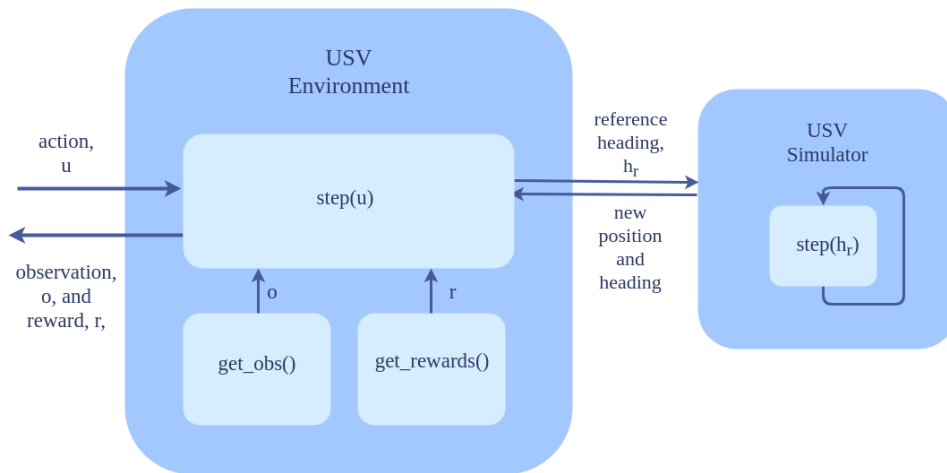 USV
Environment
action,
u
step(u)
observation,
o, and
reward, r,
o
r
get_obs()
get_rewards()
reference
heading,
hᵣ
new
position
and
heading
USV
Simulator
step(hᵣ)